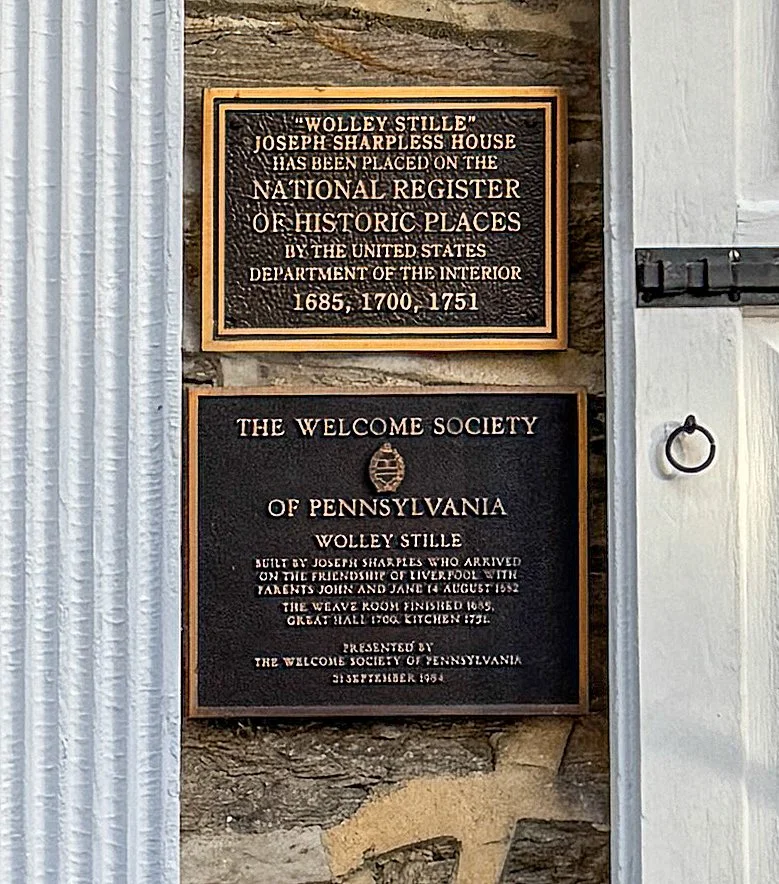 "WOLLEY STILLE"
JOSEPH SHARPLESS HOUSE
HAS BEEN PLACED ON THE
NATIONAL REGISTER
OF HISTORIC PLACES
BY THE UNITED STATES
DEPARTMENT OF THE INTERIOR
1685, 1700, 1751
THE WELCOME SOCIETY
OF PENNSYLVANIA
WOLLEY STILLE
BUILT BY JOSEPH SHARPLES WHO ARRIVED
ON THE FRIENDSHIP OF LIVERPOOL WITH
PARENTS JOHN AND JANE 14 AUGUST 1682
THE WEAVE ROOM FINISHED 1685,
GREAT HALL 1700, KITCHEN 1751.
PRESENTED BY
THE WELCOME SOCIETY OF PENNSYLVANIA
21 SEPTEMBER 1984